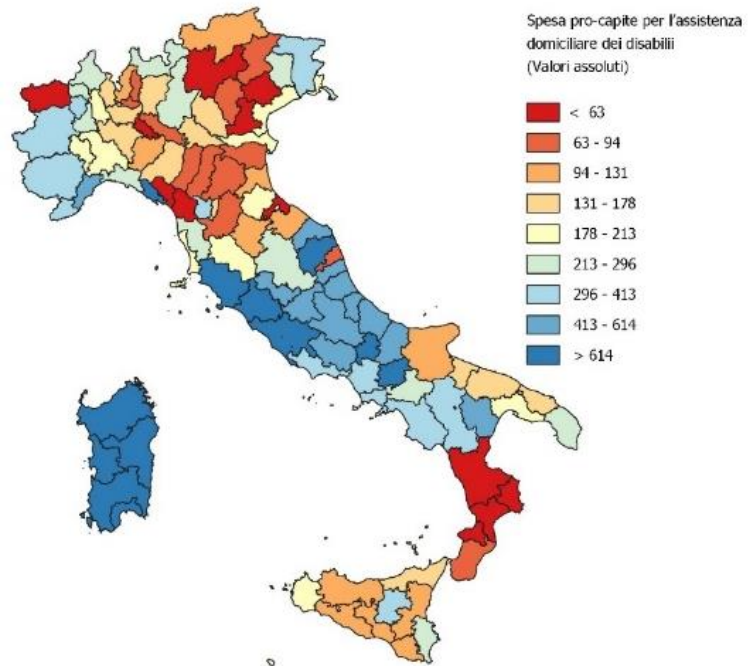 Spesa pro-capite per l'assistenza
domiciliare dei disabilii
(Valori assoluti)
< 63
63 - 94
94 - 131
131 - 178
178 - 213
213 - 296
296 - 413
413 - 614
> 614